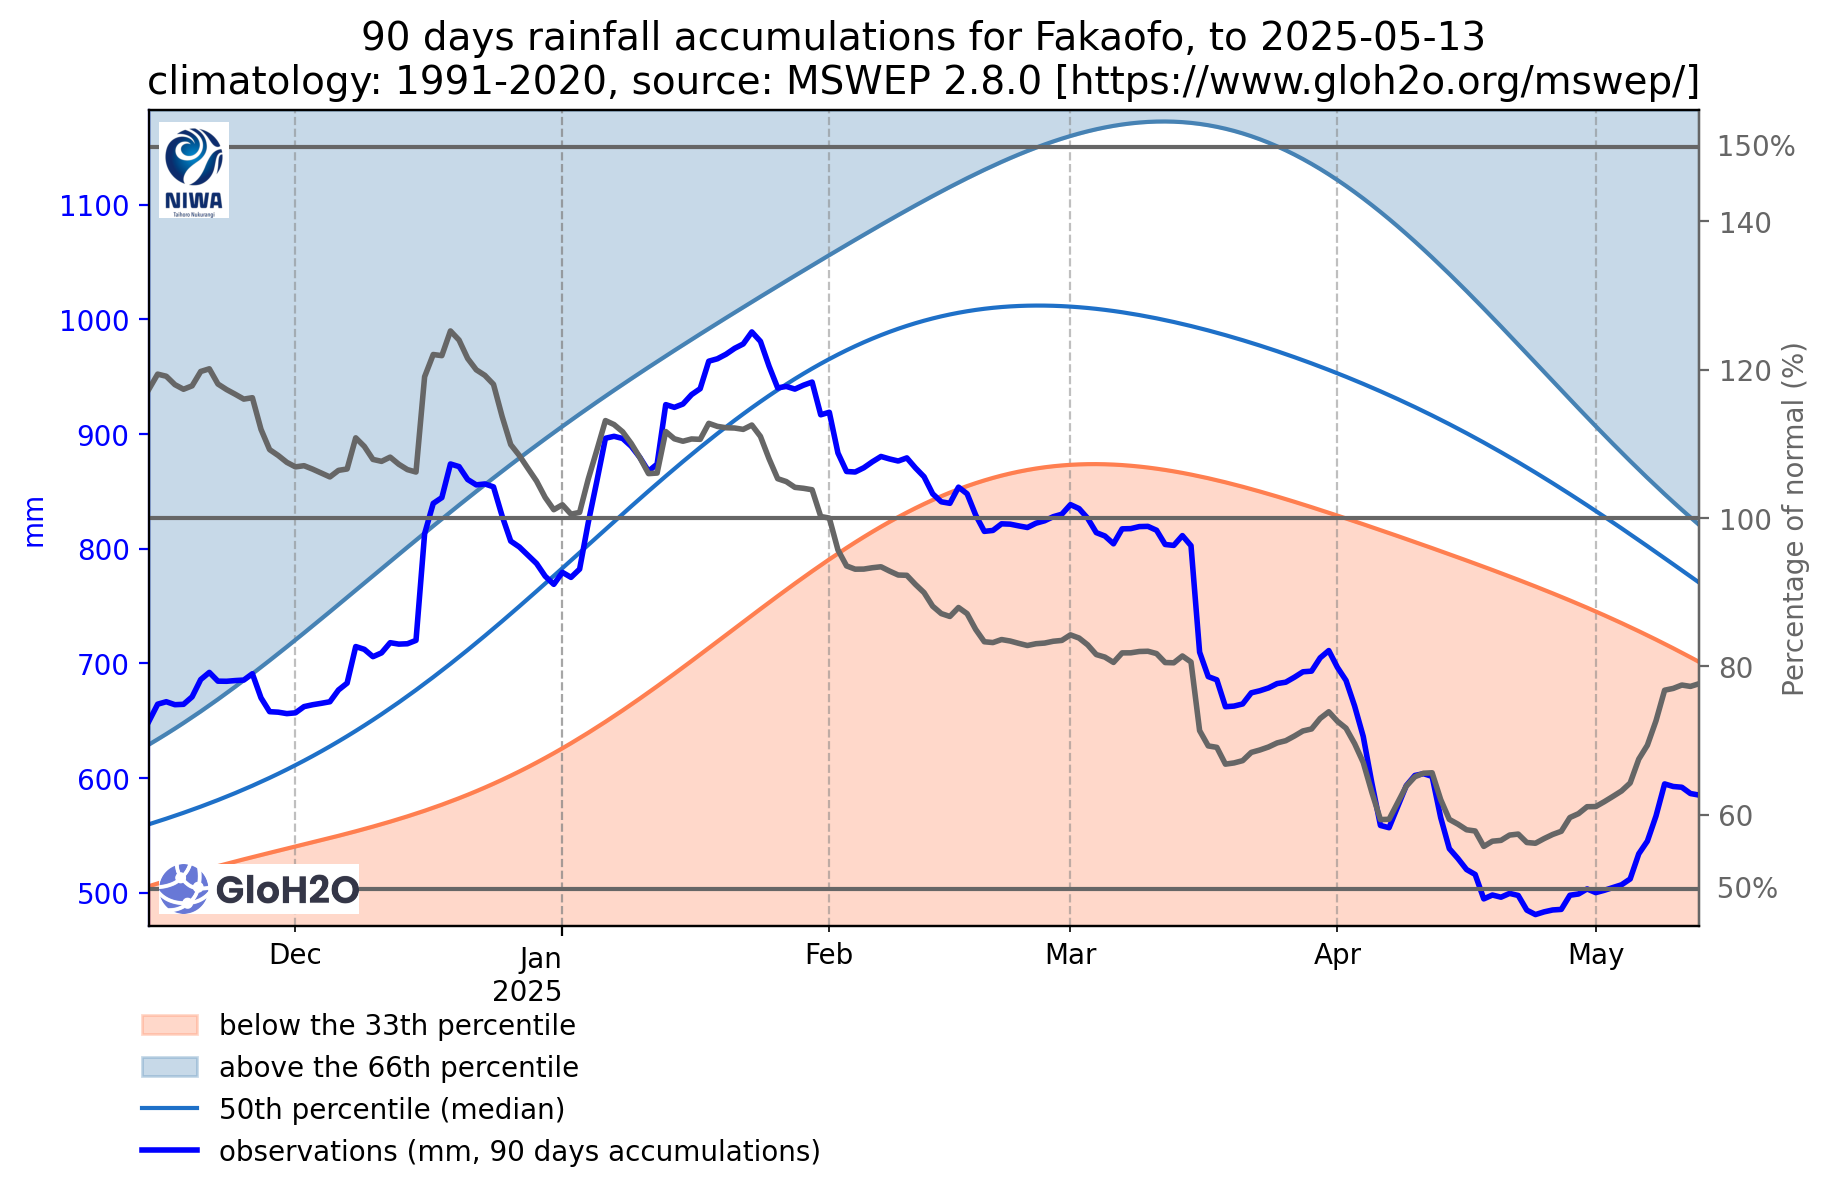 90 days rainfall accumulations for Fakaofo, to 2025-05-13
climatology: 1991-2020, source: MSWEP 2.8.0 [https://www.gloh2o.org/mswep/]
NIWA
Taihoro Nukurangi
1100
1000
900
800
700
600
500
mm
150%
140
120
100
80
60
50%
Percentage of normal (%)
GloH2O
Dec
Jan
2025
Feb
Mar
Apr
May
below the 33th percentile
above the 66th percentile
50th percentile (median)
observations (mm, 90 days accumulations)